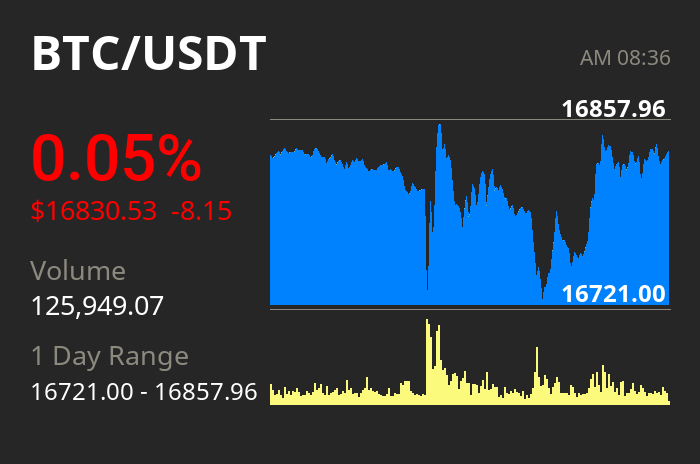 BTC/USDT
AM 08:36
16857.96
0.05%
$16830.53 -8.15
Volume
125,949.07
16721.00
1 Day Range
16721.00 - 16857.96